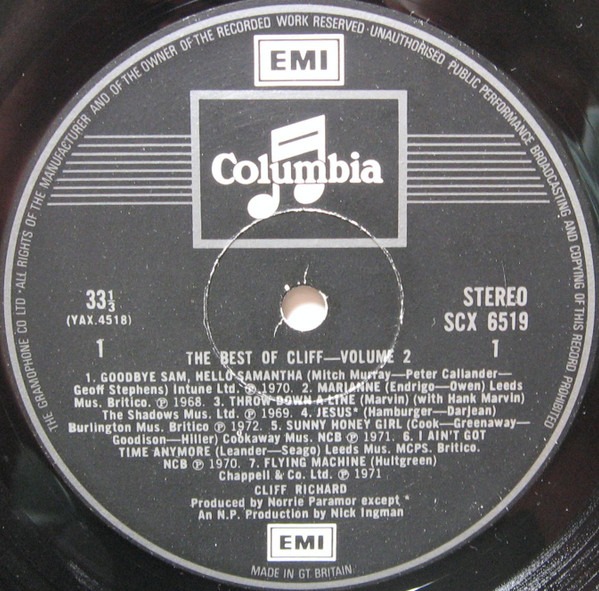 THE GRAMOPHONE CO LTD · ALL RIGHTS OF THE MANUFACTURER AND OF THE OWNER OF THE RECORDED WORK RESERVED · UNAUTHORISED PUBLIC PERFORMANCE BROADCASTING AND COPYING OF THIS RECORD PROHIBITED
EMI
Columbia
33⅓
(YAX.4518)
1
STEREO
SCX 6519
1
THE BEST OF CLIFF—VOLUME 2
1. GOODBYE SAM, HELLO SAMANTHA (Mitch Murray—Peter Callander—
Geoff Stephens) Intune Ltd. ℗ 1970. 2. MARIANNE (Endrigo—Owen) Leeds
Mus. Britico. ℗ 1968. 3. THROW DOWN A LINE (Marvin) (with Hank Marvin)
The Shadows Mus. Ltd. ℗ 1969. 4. JESUS* (Hamburger—Darjean)
Burlington Mus. Britico ℗ 1972. 5. SUNNY HONEY GIRL (Cook—Greenaway—
Goodison—Hiller) Cookaway Mus. NCB ℗ 1971. 6. I AIN'T GOT
TIME ANYMORE (Leander—Seago) Leeds Mus. MCPS. Britico.
NCB ℗ 1970. 7. FLYING MACHINE (Hultgreen)
Chappell & Co. Ltd. ℗ 1971
CLIFF RICHARD
Produced by Norrie Paramor except *
An N.P. Production by Nick Ingman
EMI
MADE IN GT. BRITAIN.